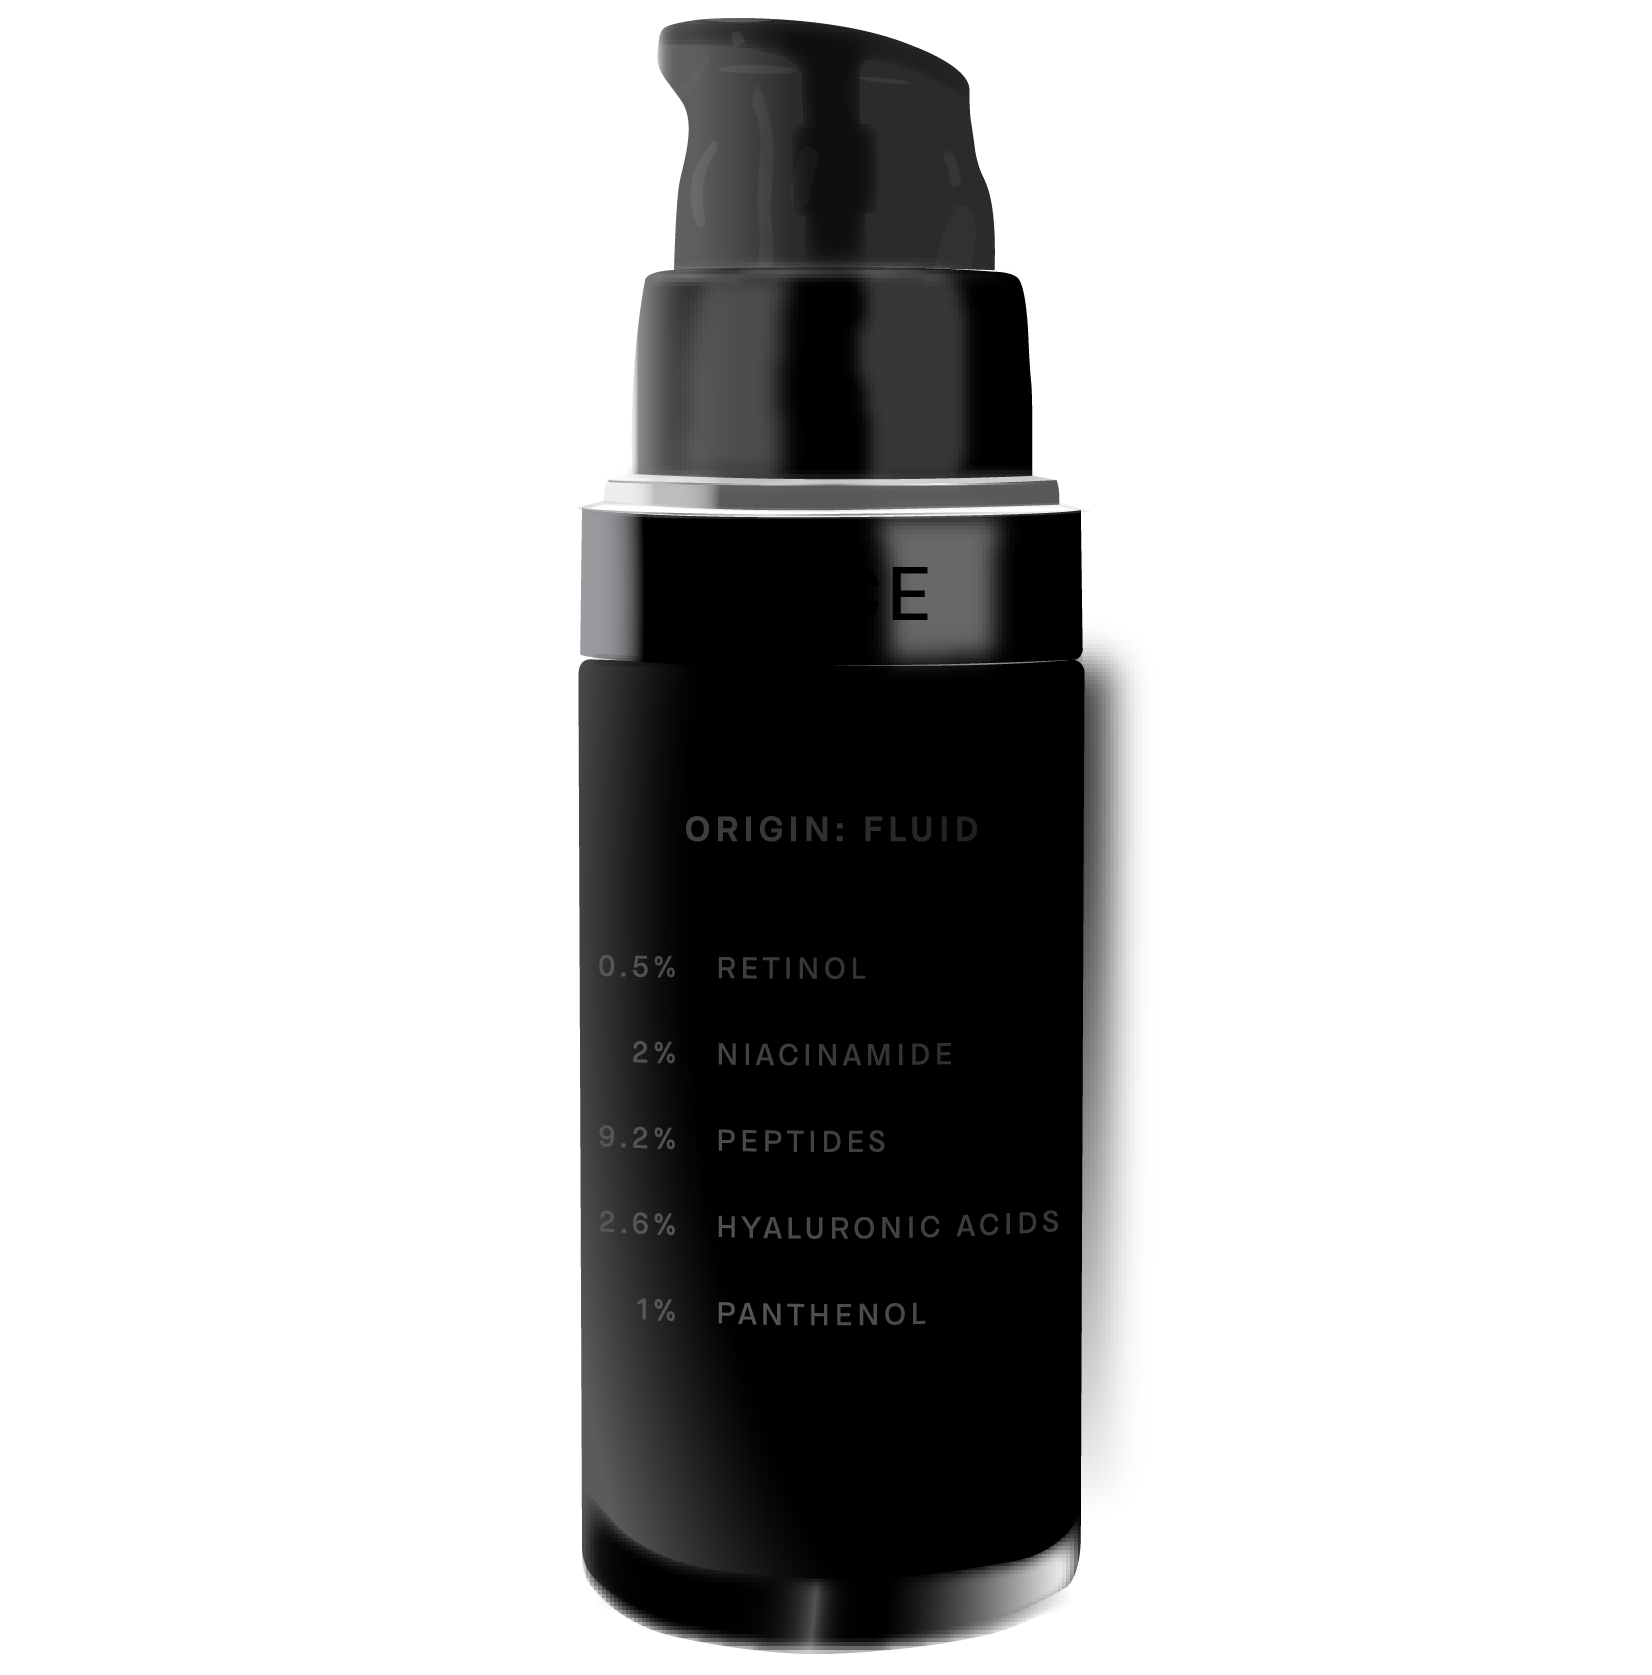 ORIGIN: FLUID
0.5% RETINOL
2% NIACINAMIDE
9.2% PEPTIDES
2.6% HYALURONIC ACIDS
1% PANTHENOL